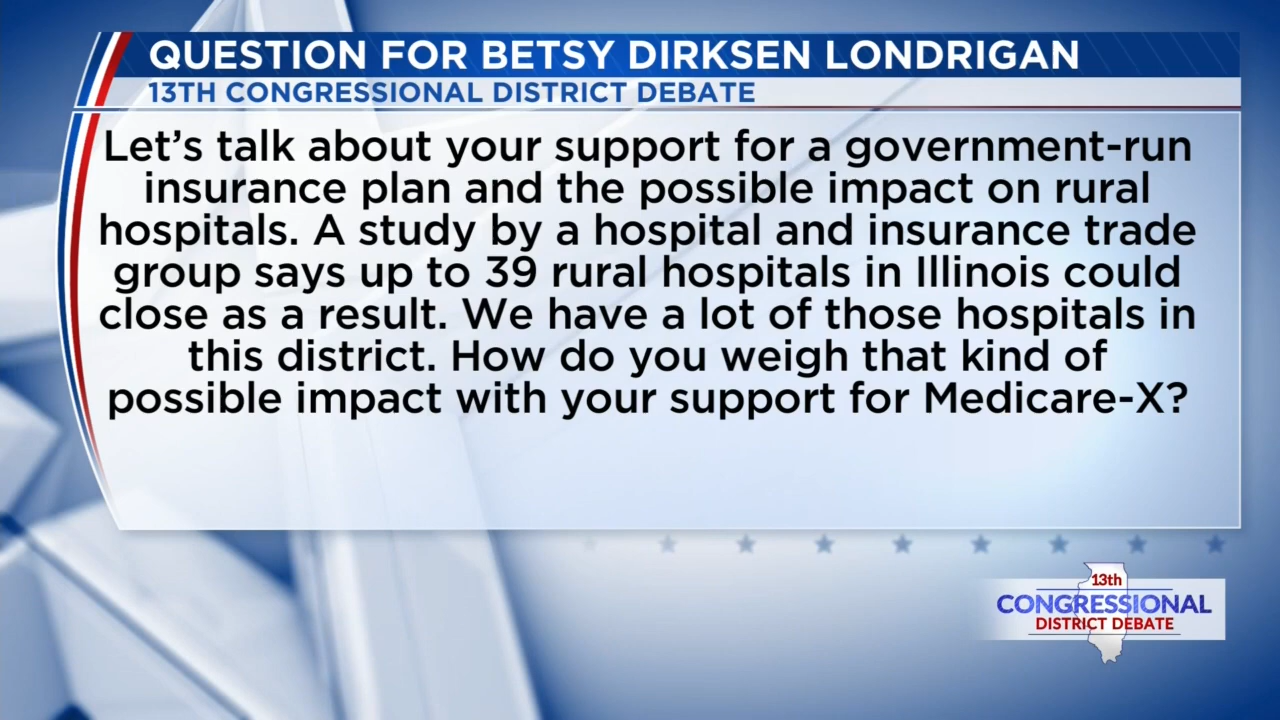 QUESTION FOR BETSY DIRKSEN LONDRIGAN
13TH CONGRESSIONAL DISTRICT DEBATE
Let’s talk about your support for a government-run
insurance plan and the possible impact on rural
hospitals. A study by a hospital and insurance trade
group says up to 39 rural hospitals in Illinois could
close as a result. We have a lot of those hospitals in
this district. How do you weigh that kind of
possible impact with your support for Medicare-X?
13th
CONGRESSIONAL
DISTRICT DEBATE